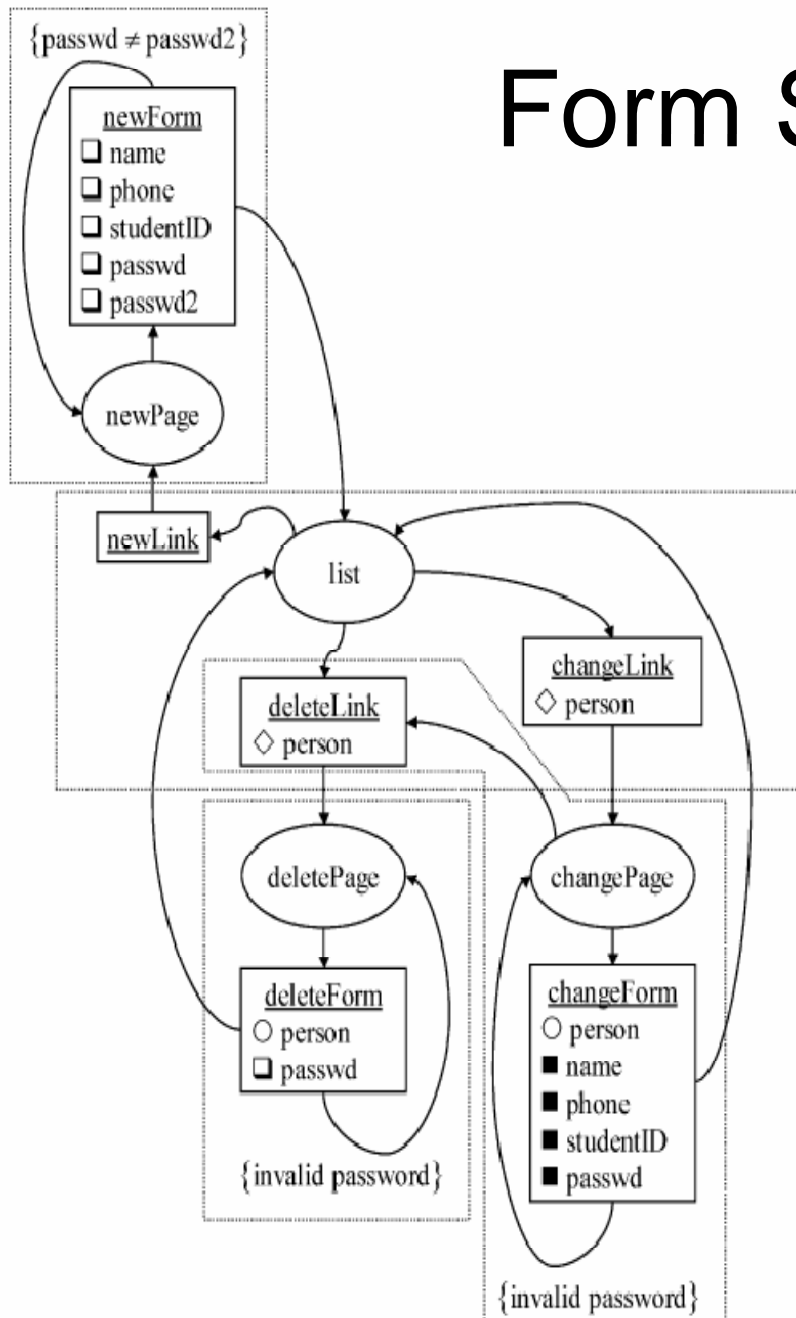 Form S
{passwd ≠ passwd2}
newForm
❑ name
❑ phone
❑ studentID
❑ passwd
❑ passwd2
newPage
newLink
list
changeLink
◇ person
deleteLink
◇ person
deletePage
changePage
deleteForm
○ person
❑ passwd
{invalid password}
changeForm
○ person
■ name
■ phone
■ studentID
■ passwd
{invalid password}